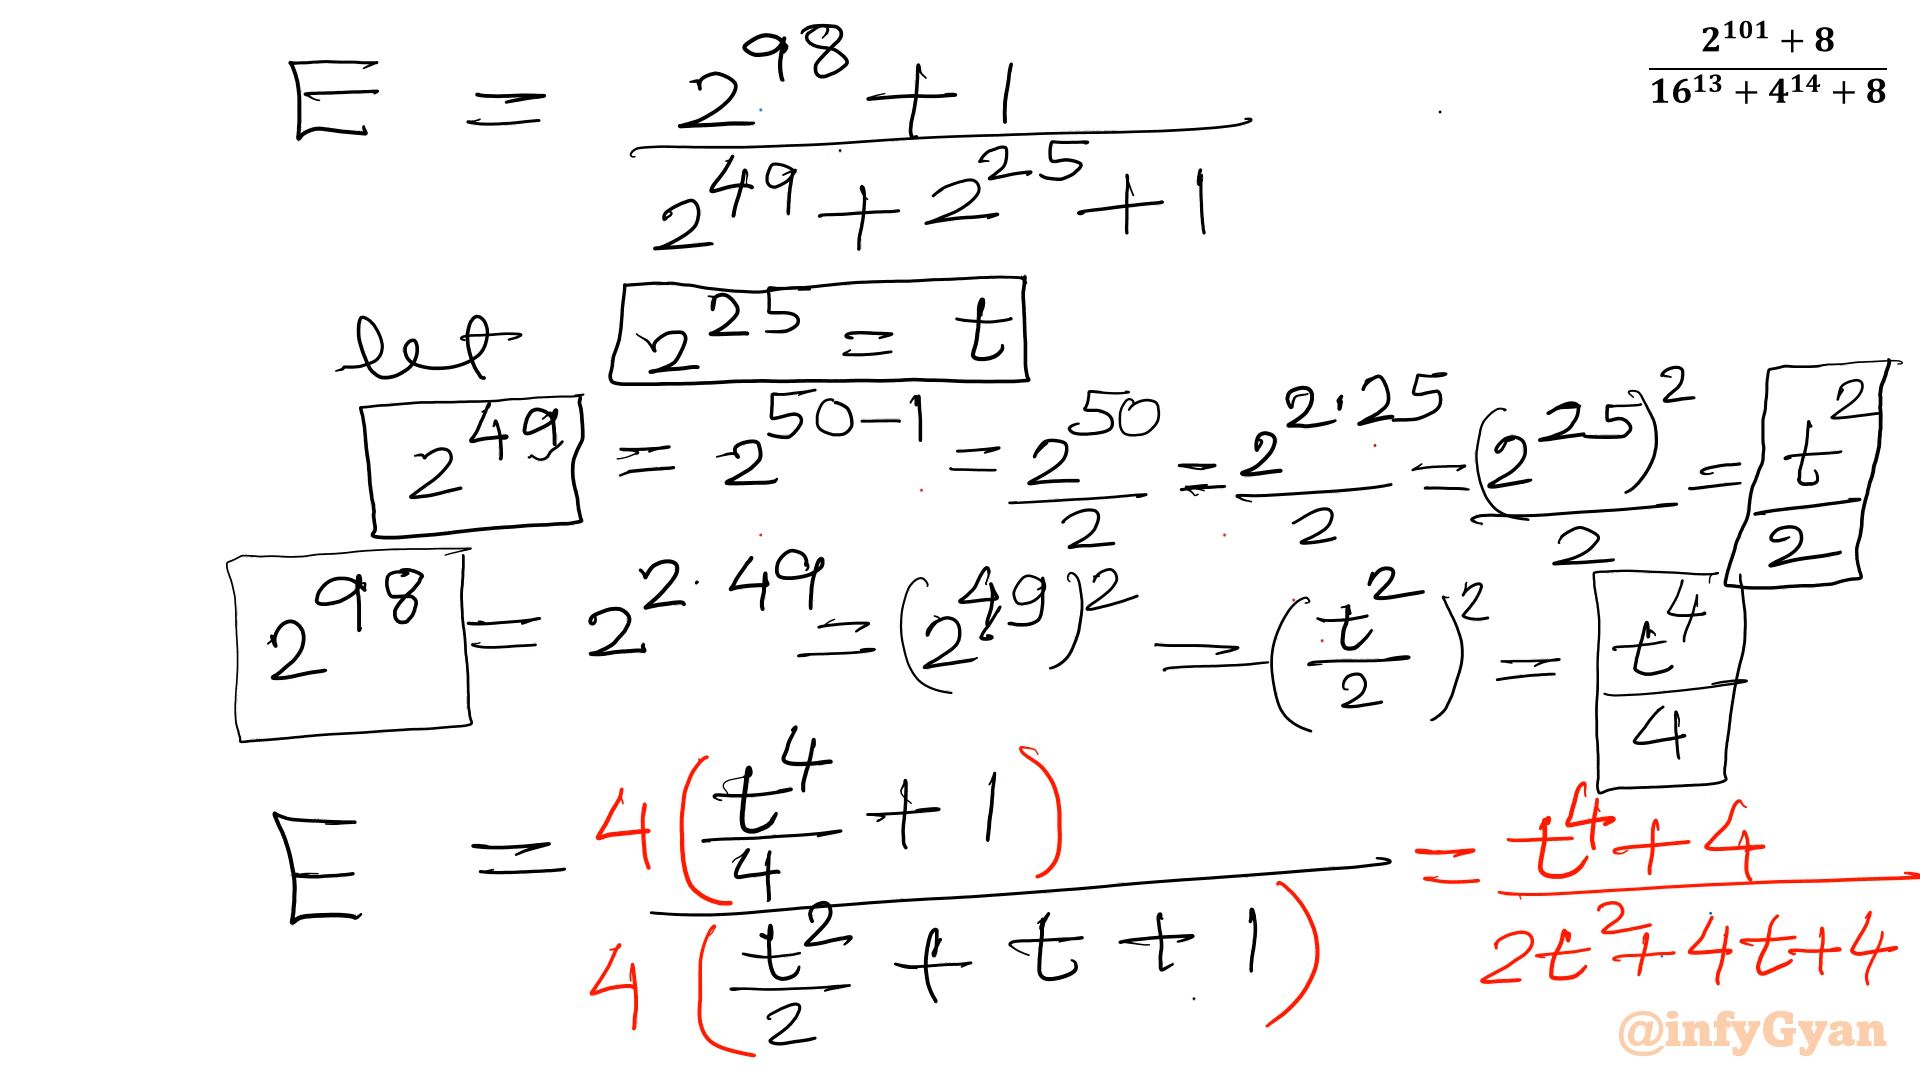 E = (2^98 + 1) / (2^49 + 2^25 + 1)
(2^101 + 8) / (16^13 + 4^14 + 8)
let 2^25 = t
2^49 = 2^(50-1) = 2^50 / 2 = 2^(2·25) / 2 = (2^25)^2 / 2 = t^2 / 2
2^98 = 2^(2·49) = (2^49)^2 = (t^2 / 2)^2 = t^4 / 4
E = 4(t^4 / 4 + 1) / 4(t^2 / 2 + t + 1) = (t^4 + 4) / (2t^2 + 4t + 4)
@infyGyan